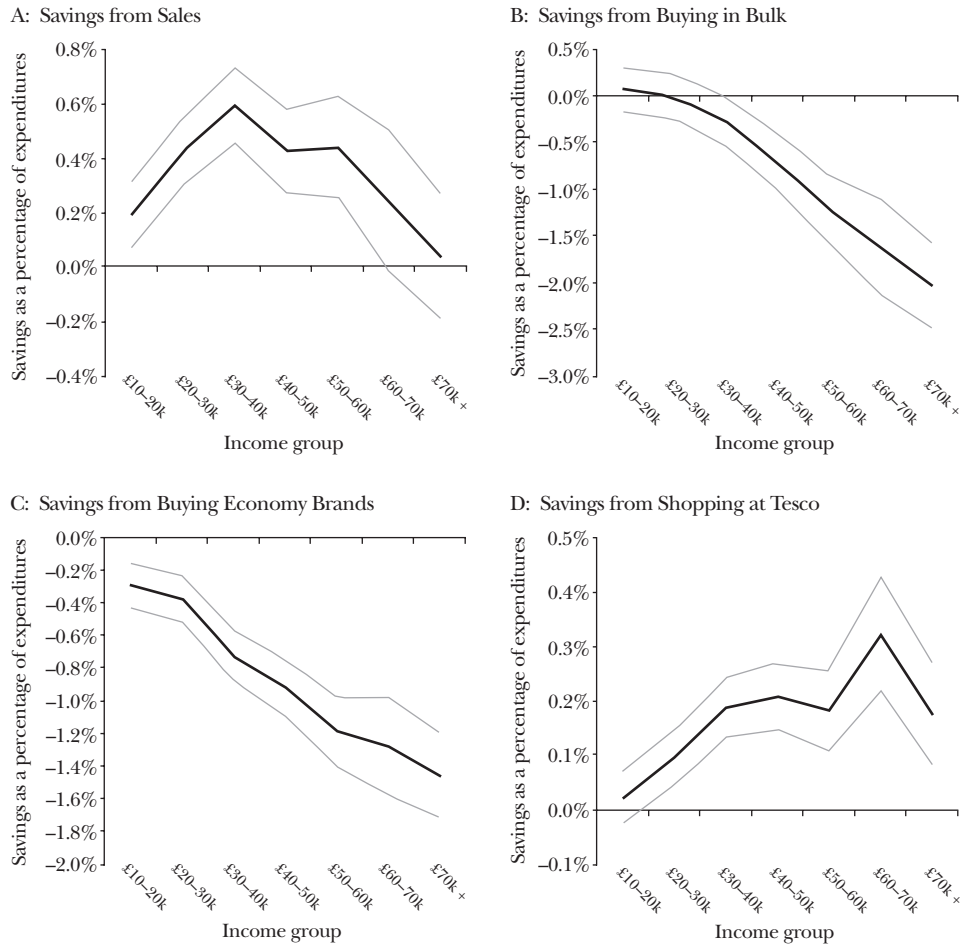 A: Savings from Sales
Savings as a percentage of expenditures
0.8%
0.6%
0.4%
0.2%
0.0%
–0.2%
–0.4%
£10–20k
£20–30k
£30–40k
£40–50k
£50–60k
£60–70k
£70k +
Income group
B: Savings from Buying in Bulk
Savings as a percentage of expenditures
0.5%
0.0%
–0.5%
–1.0%
–1.5%
–2.0%
–2.5%
–3.0%
£10–20k
£20–30k
£30–40k
£40–50k
£50–60k
£60–70k
£70k +
Income group
C: Savings from Buying Economy Brands
Savings as a percentage of expenditures
0.0%
–0.2%
–0.4%
–0.6%
–0.8%
–1.0%
–1.2%
–1.4%
–1.6%
–1.8%
–2.0%
£10–20k
£20–30k
£30–40k
£40–50k
£50–60k
£60–70k
£70k +
Income group
D: Savings from Shopping at Tesco
Savings as a percentage of expenditures
0.5%
0.4%
0.3%
0.2%
0.1%
0.0%
–0.1%
£10–20k
£20–30k
£30–40k
£40–50k
£50–60k
£60–70k
£70k +
Income group